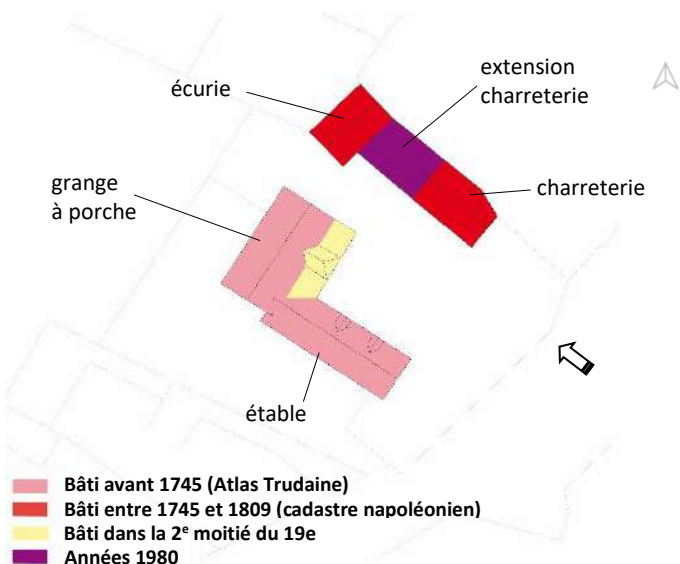 extension
charreterie
écurie
charreterie
grange
à porche
étable
Bâti avant 1745 (Atlas Trudaine)
Bâti entre 1745 et 1809 (cadastre napoléonien)
Bâti dans la 2e moitié du 19e
Années 1980